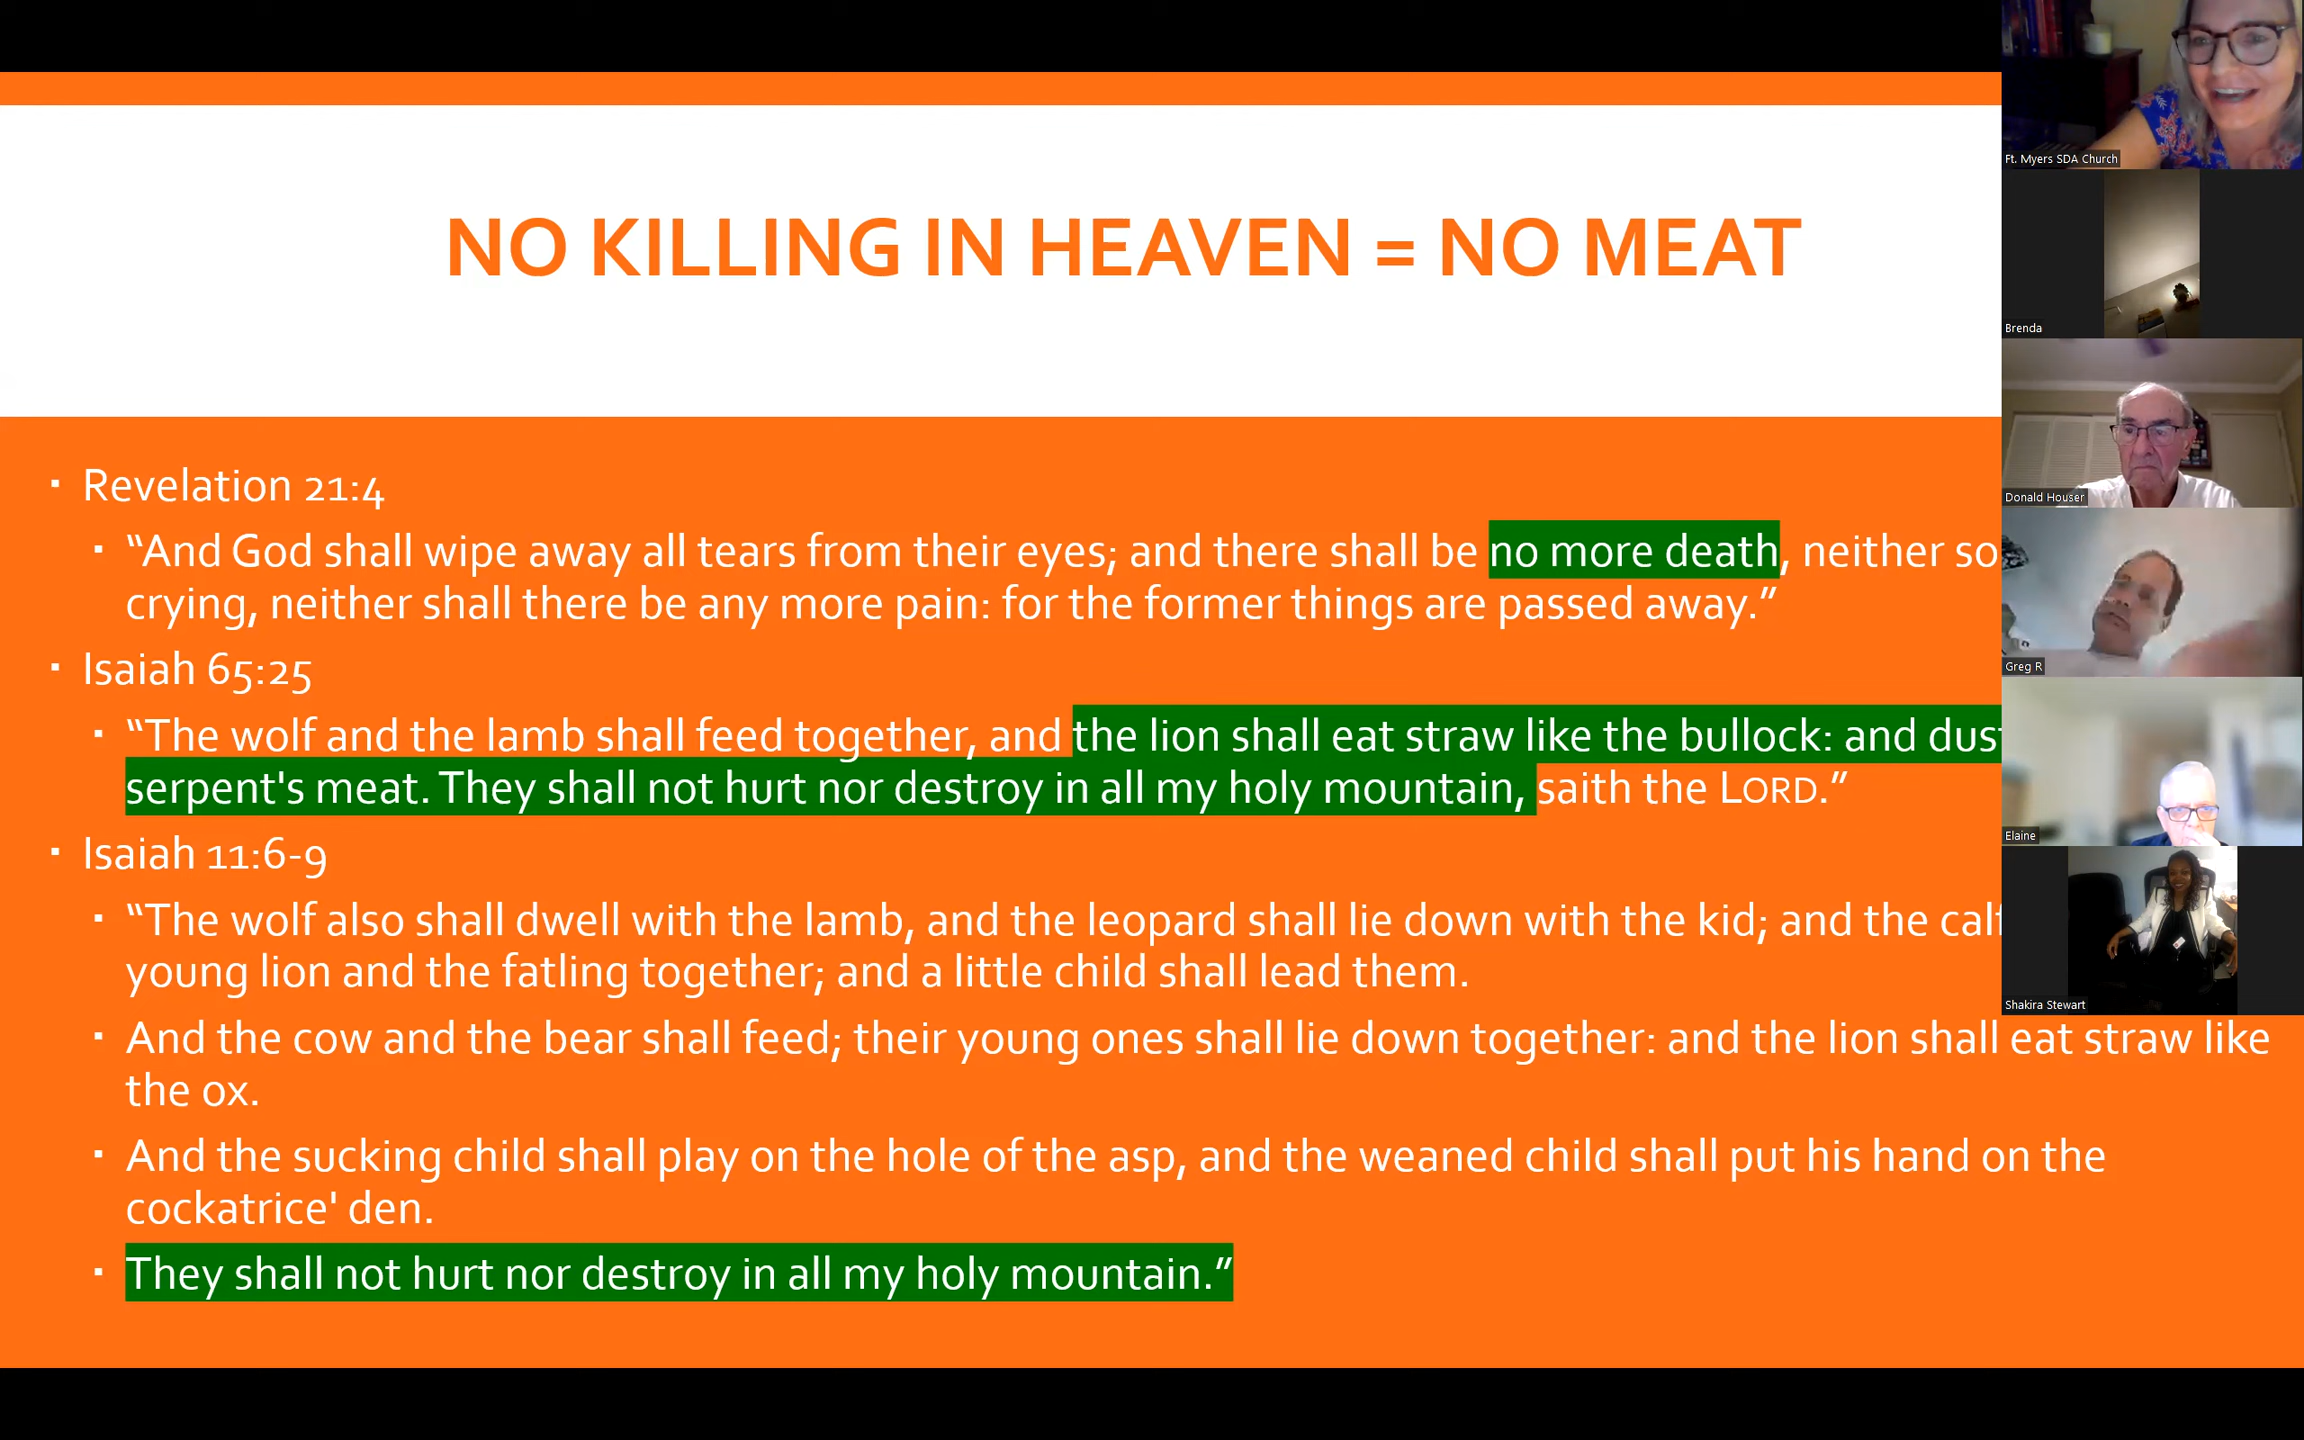 NO KILLING IN HEAVEN = NO MEAT
▪ Revelation 21:4
▪ “And God shall wipe away all tears from their eyes; and there shall be no more death, neither so
crying, neither shall there be any more pain: for the former things are passed away.”
▪ Isaiah 65:25
▪ “The wolf and the lamb shall feed together, and the lion shall eat straw like the bullock: and dust
serpent's meat. They shall not hurt nor destroy in all my holy mountain, saith the LORD.”
▪ Isaiah 11:6-9
▪ “The wolf also shall dwell with the lamb, and the leopard shall lie down with the kid; and the calf
young lion and the fatling together; and a little child shall lead them.
▪ And the cow and the bear shall feed; their young ones shall lie down together: and the lion shall eat straw like
the ox.
▪ And the sucking child shall play on the hole of the asp, and the weaned child shall put his hand on the
cockatrice' den.
▪ They shall not hurt nor destroy in all my holy mountain.”
Ft. Myers SDA Church
Brenda
Donald Houser
Greg R
Elaine
Shakira Stewart